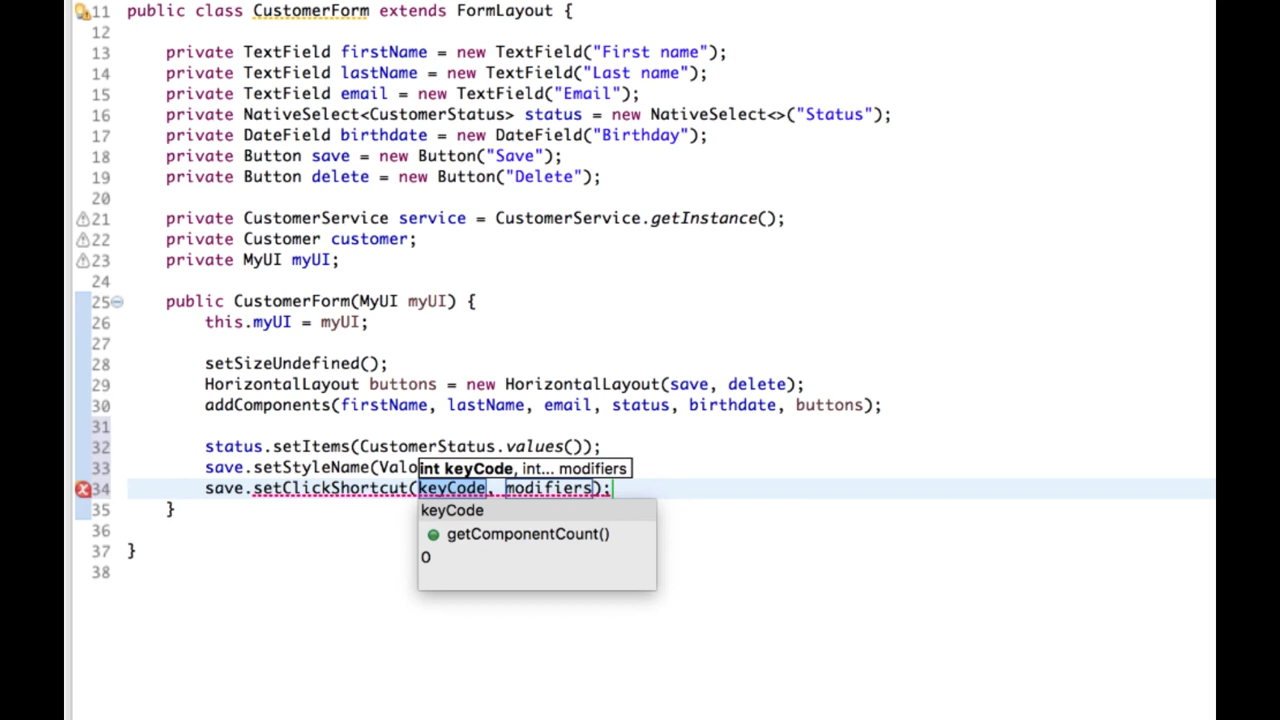 11 public class CustomerForm extends FormLayout {
12
13 private TextField firstName = new TextField("First name");
14 private TextField lastName = new TextField("Last name");
15 private TextField email = new TextField("Email");
16 private NativeSelect<CustomerStatus> status = new NativeSelect<>("Status");
17 private DateField birthdate = new DateField("Birthday");
18 private Button save = new Button("Save");
19 private Button delete = new Button("Delete");
20
21 private CustomerService service = CustomerService.getInstance();
22 private Customer customer;
23 private MyUI myUI;
24
25 public CustomerForm(MyUI myUI) {
26 this.myUI = myUI;
27
28 setSizeUndefined();
29 HorizontalLayout buttons = new HorizontalLayout(save, delete);
30 addComponents(firstName, lastName, email, status, birthdate, buttons);
31
32 status.setItems(CustomerStatus.values());
33 save.setStyleName(Valo
int keyCode, int... modifiers
34 save.setClickShortcut(keyCode, modifiers);
35 }
keyCode
getComponentCount()
0
36
37 }
38